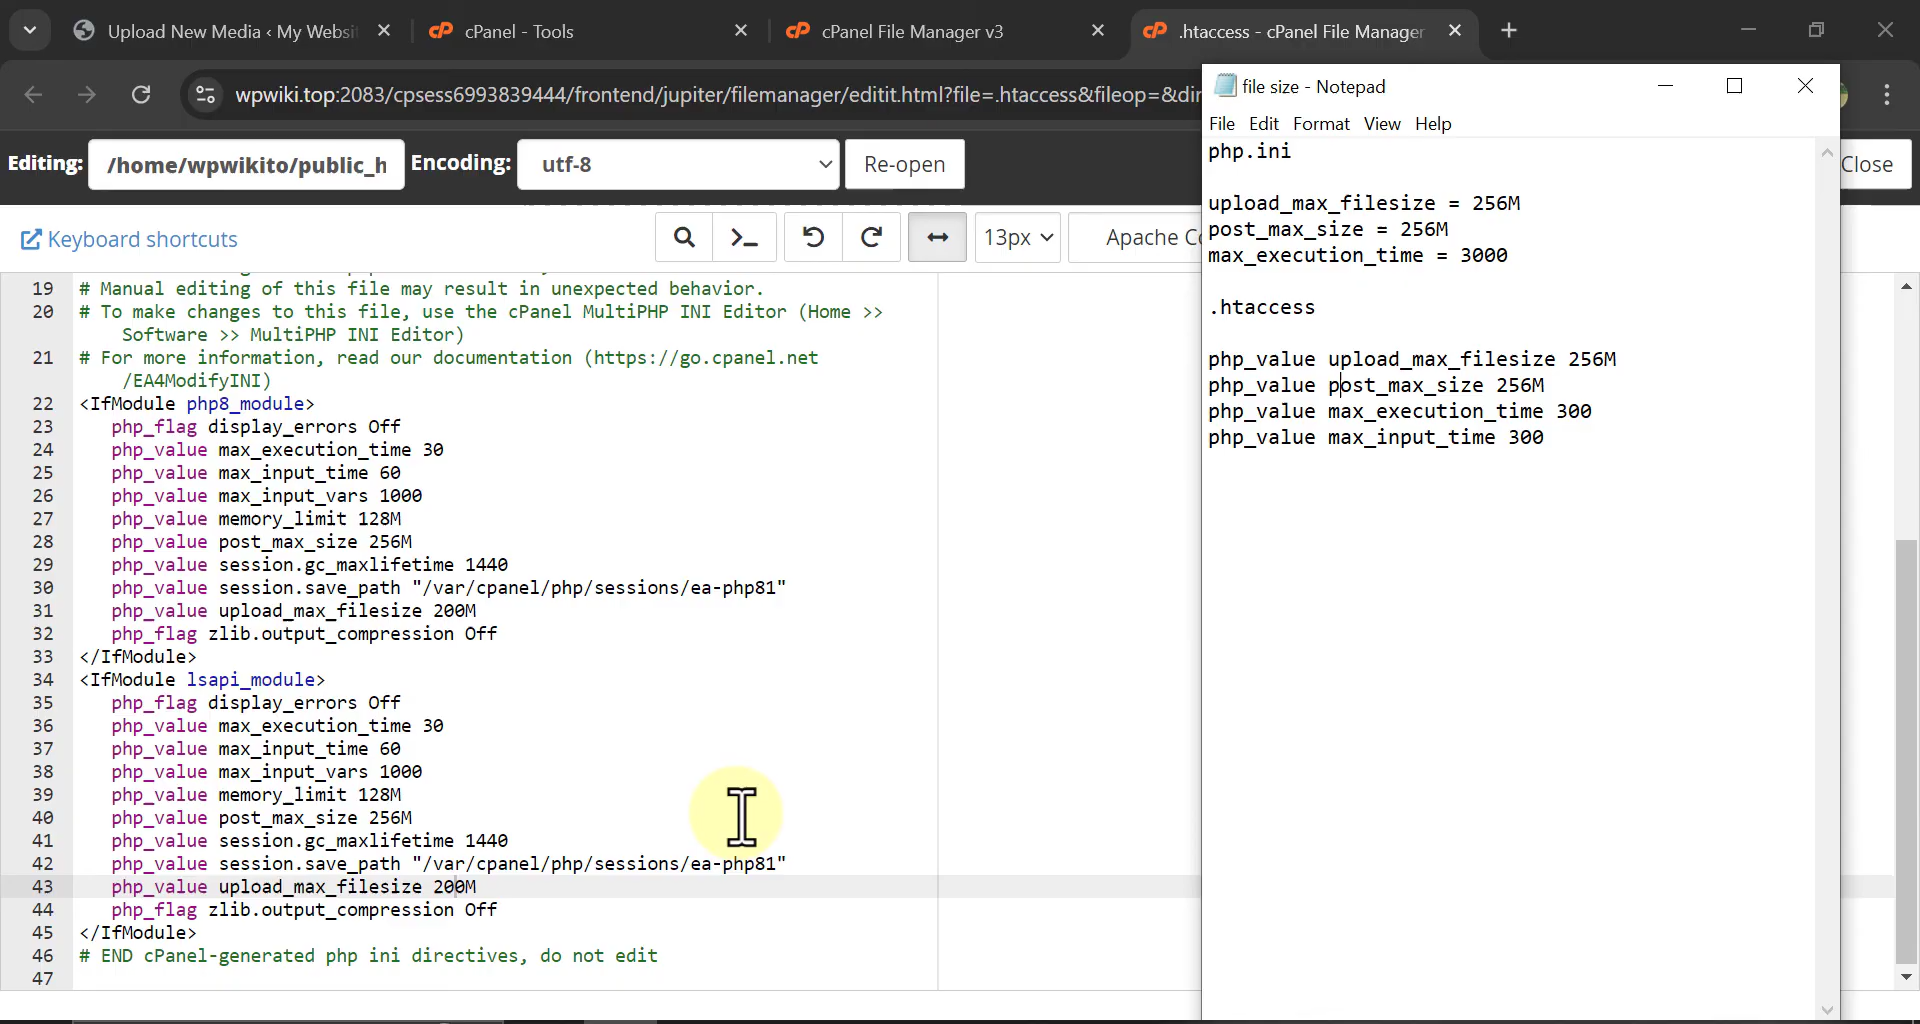 Upload New Media ‹ My Websi
cPanel - Tools
cPanel File Manager v3
.htaccess - cPanel File Manager
wpwiki.top:2083/cpsess6993839444/frontend/jupiter/filemanager/editit.html?file=.htaccess&fileop=&dir
Editing:
/home/wpwikito/public_h
Encoding:
utf-8
Re-open
Close
Keyboard shortcuts
13px
Apache Co
19 # Manual editing of this file may result in unexpected behavior.
20 # To make changes to this file, use the cPanel MultiPHP INI Editor (Home >>
Software >> MultiPHP INI Editor)
21 # For more information, read our documentation (https://go.cpanel.net
/EA4ModifyINI)
22 <IfModule php8_module>
23 php_flag display_errors Off
24 php_value max_execution_time 30
25 php_value max_input_time 60
26 php_value max_input_vars 1000
27 php_value memory_limit 128M
28 php_value post_max_size 256M
29 php_value session.gc_maxlifetime 1440
30 php_value session.save_path "/var/cpanel/php/sessions/ea-php81"
31 php_value upload_max_filesize 200M
32 php_flag zlib.output_compression Off
33 </IfModule>
34 <IfModule lsapi_module>
35 php_flag display_errors Off
36 php_value max_execution_time 30
37 php_value max_input_time 60
38 php_value max_input_vars 1000
39 php_value memory_limit 128M
40 php_value post_max_size 256M
41 php_value session.gc_maxlifetime 1440
42 php_value session.save_path "/var/cpanel/php/sessions/ea-php81"
43 php_value upload_max_filesize 200M
44 php_flag zlib.output_compression Off
45 </IfModule>
46 # END cPanel-generated php ini directives, do not edit
47
file size - Notepad
File Edit Format View Help
php.ini
upload_max_filesize = 256M
post_max_size = 256M
max_execution_time = 3000
.htaccess
php_value upload_max_filesize 256M
php_value post_max_size 256M
php_value max_execution_time 300
php_value max_input_time 300